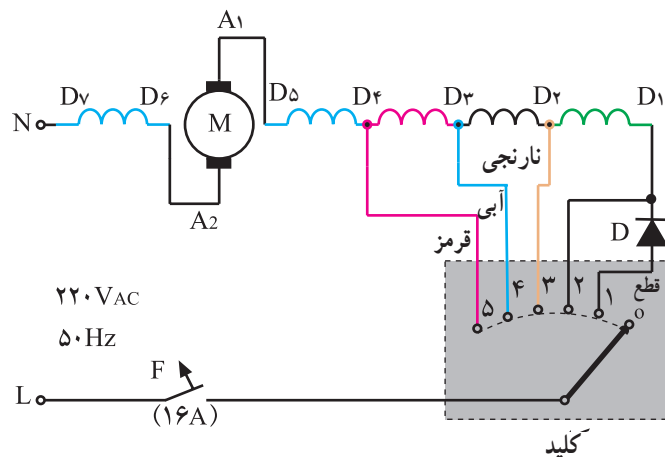 A۱
D۷ D۶ D۵ D۴ D۳ D۲ D۱
N M
نارنجی
آبی
A۲
قرمز D
قطع
۵ ۴ ۳ ۲ ۱ o
۲۲۰VAC
۵۰Hz
F
L (۱۶A)
کلید